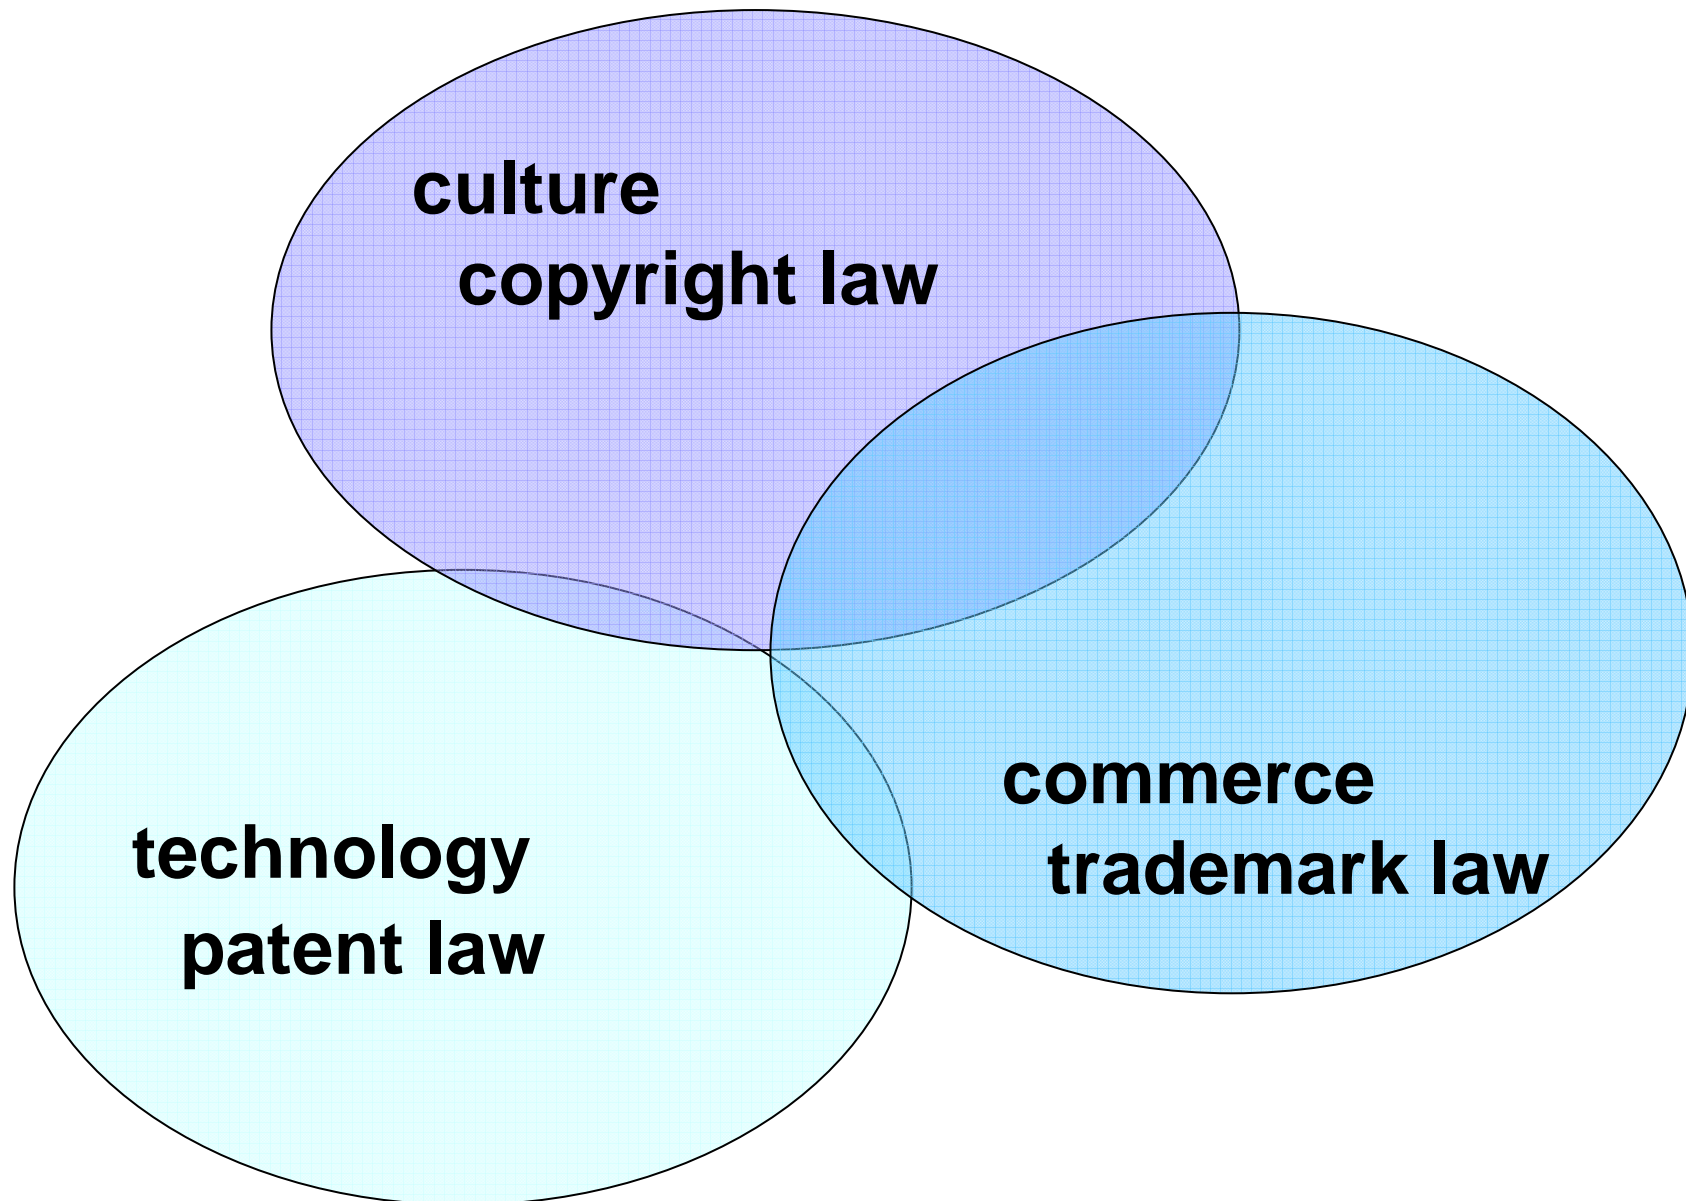 culture
copyright law
commerce
trademark law
technology
patent law